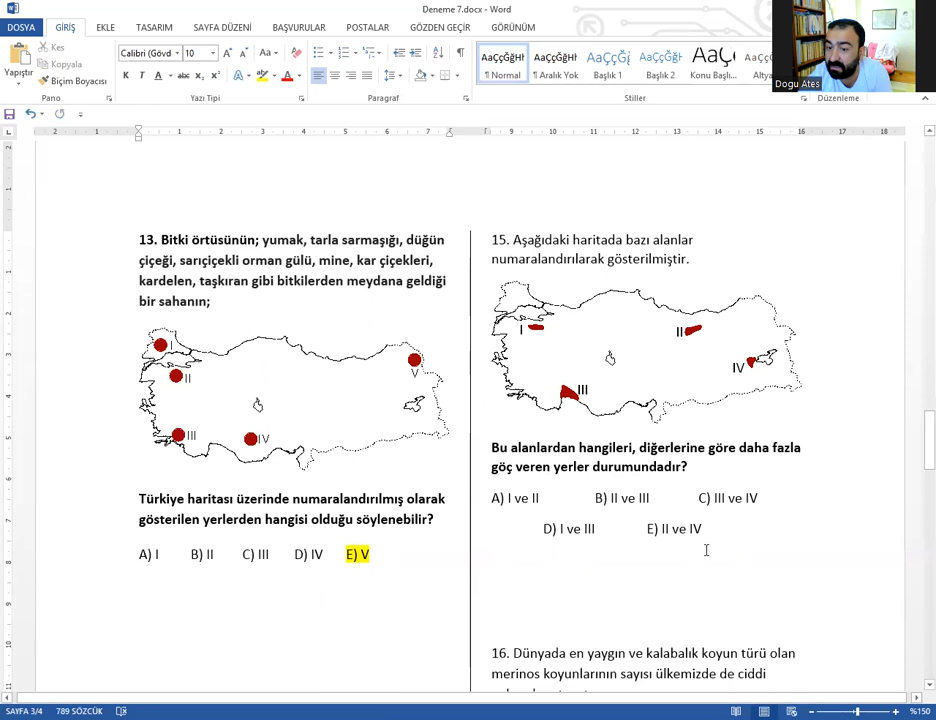 Deneme 7.docx - Word
DOSYA GİRİŞ EKLE TASARIM SAYFA DÜZENİ BAŞVURULAR POSTALAR GÖZDEN GEÇİR GÖRÜNÜM
Yapıştır
Kes
Kopyala
Biçim Boyacısı
Calibri (Gövd 10
AaÇçĞğHł AaÇçĞğHł AaÇçĞğ AaÇçĞğH AaÇç AaÇçĞ
¶ Normal ¶ Aralık Yok Başlık 1 Başlık 2 Konu Başl... Altya
Dogu Ates
Pano Yazı Tipi Paragraf Stiller Düzenleme
13. Bitki örtüsünün; yumak, tarla sarmaşığı, düğün
çiçeği, sarıçiçekli orman gülü, mine, kar çiçekleri,
kardelen, taşkıran gibi bitkilerden meydana geldiği
bir sahanın;
I
II
III
IV
V
Türkiye haritası üzerinde numaralandırılmış olarak
gösterilen yerlerden hangisi olduğu söylenebilir?
A) I B) II C) III D) IV E) V
15. Aşağıdaki haritada bazı alanlar
numaralandırılarak gösterilmiştir.
I
II
III
IV
Bu alanlardan hangileri, diğerlerine göre daha fazla
göç veren yerler durumundadır?
A) I ve II B) II ve III C) III ve IV
D) I ve III E) II ve IV
16. Dünyada en yaygın ve kalabalık koyun türü olan
merinos koyunlarının sayısı ülkemizde de ciddi
SAYFA 3/4 789 SÖZCÜK %150